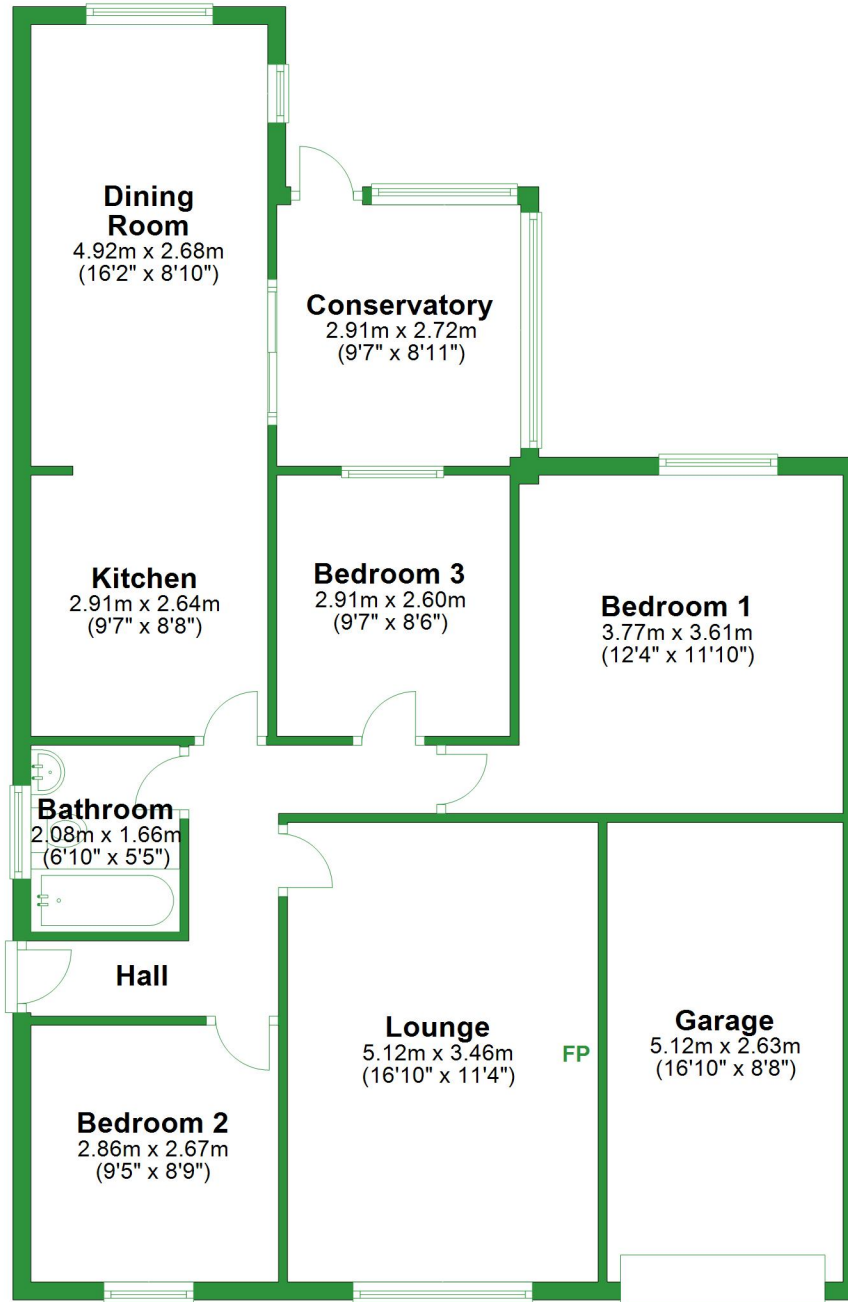 Dining
Room
4.92m x 2.68m
(16'2" x 8'10")
Conservatory
2.91m x 2.72m
(9'7" x 8'11")
Kitchen
2.91m x 2.64m
(9'7" x 8'8")
Bedroom 3
2.91m x 2.60m
(9'7" x 8'6")
Bedroom 1
3.77m x 3.61m
(12'4" x 11'10")
Bathroom
2.08m x 1.66m
(6'10" x 5'5")
Hall
Lounge
5.12m x 3.46m
(16'10" x 11'4")
FP
Garage
5.12m x 2.63m
(16'10" x 8'8")
Bedroom 2
2.86m x 2.67m
(9'5" x 8'9")